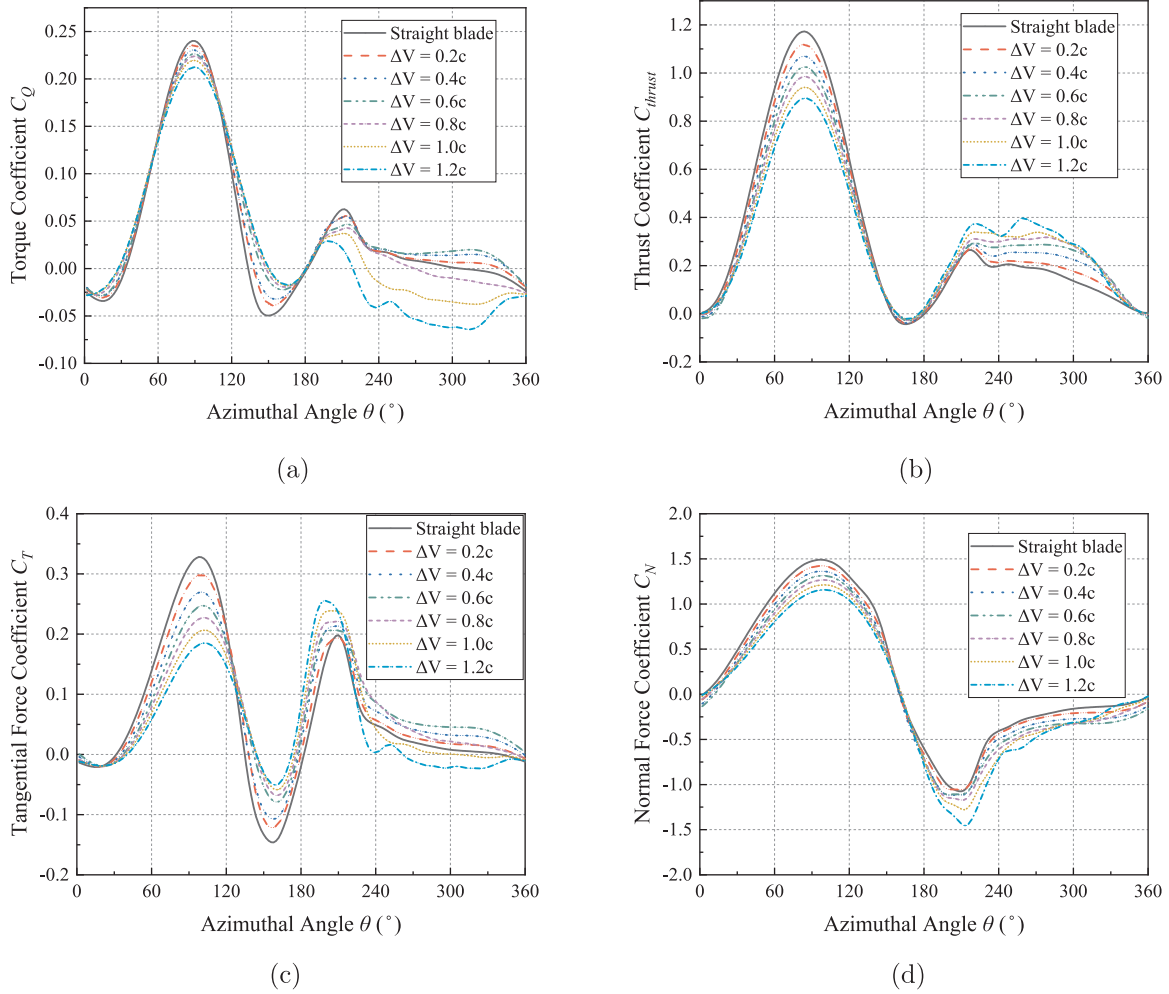 0.25
0.20
0.15
0.10
0.05
0.00
-0.05
-0.10
Torque Coefficient C_Q
Straight blade
ΔV = 0.2c
ΔV = 0.4c
ΔV = 0.6c
ΔV = 0.8c
ΔV = 1.0c
ΔV = 1.2c
0 60 120 180 240 300 360
Azimuthal Angle θ (°)
(a)
1.2
1.0
0.8
0.6
0.4
0.2
0.0
-0.2
Thrust Coefficient C_thrust
Straight blade
ΔV = 0.2c
ΔV = 0.4c
ΔV = 0.6c
ΔV = 0.8c
ΔV = 1.0c
ΔV = 1.2c
0 60 120 180 240 300 360
Azimuthal Angle θ (°)
(b)
0.4
0.3
0.2
0.1
0.0
-0.1
-0.2
Tangential Force Coefficient C_T
Straight blade
ΔV = 0.2c
ΔV = 0.4c
ΔV = 0.6c
ΔV = 0.8c
ΔV = 1.0c
ΔV = 1.2c
0 60 120 180 240 300 360
Azimuthal Angle θ (°)
(c)
2.0
1.5
1.0
0.5
0.0
-0.5
-1.0
-1.5
-2.0
Normal Force Coefficient C_N
Straight blade
ΔV = 0.2c
ΔV = 0.4c
ΔV = 0.6c
ΔV = 0.8c
ΔV = 1.0c
ΔV = 1.2c
0 60 120 180 240 300 360
Azimuthal Angle θ (°)
(d)